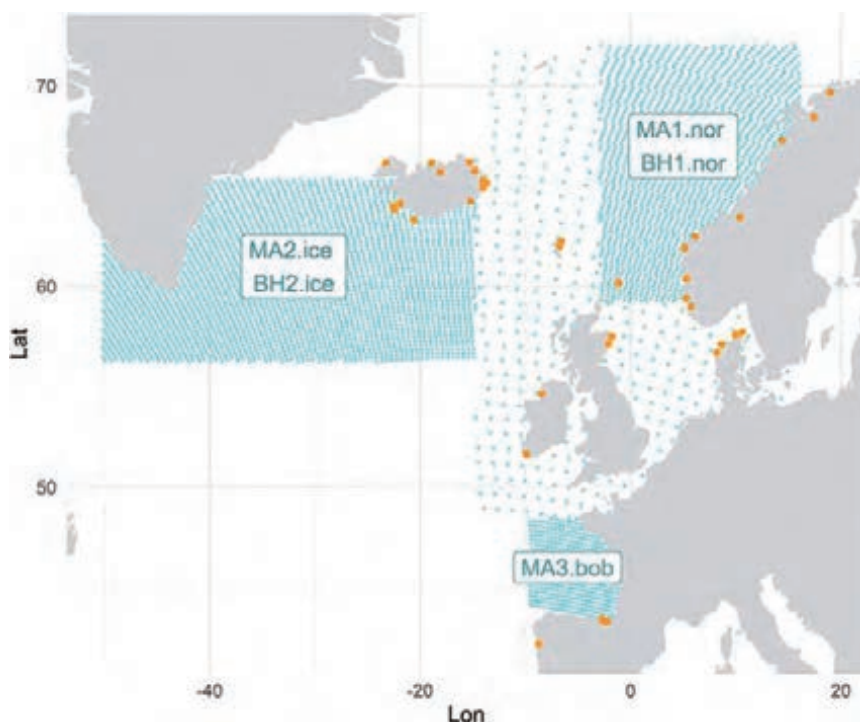 70
MA1.nor
BH1.nor
MA2.ice
BH2.ice
60
Lat
50
MA3.bob
-40
-20
0
20
Lon